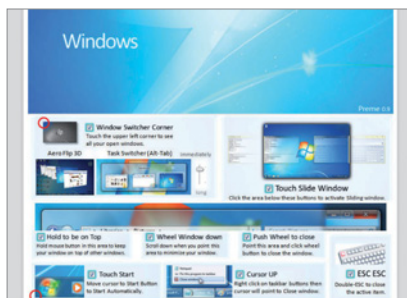 Windows
Preme 0.9
Window Switcher Corner
Touch the upper left corner to see
all your open windows.
Aero Flip 3D
Task Switcher (Alt-Tab)
immediately
long
Touch Slide Window
Click the area below these buttons to activate Sliding window.
Hold to be on Top
Hold mouse button in this area to keep
your window on top of other windows.
Wheel Window down
Scroll down when you point this
area to minimize your window.
Push Wheel to close
Point this area and click wheel
button to close the window.
Touch Start
Move cursor to Start Button
to Start Automatically.
Cursor UP
Right click on taskbar buttons then
cursor will point to Close window.
ESC ESC
Double-ESC to close
the active item.